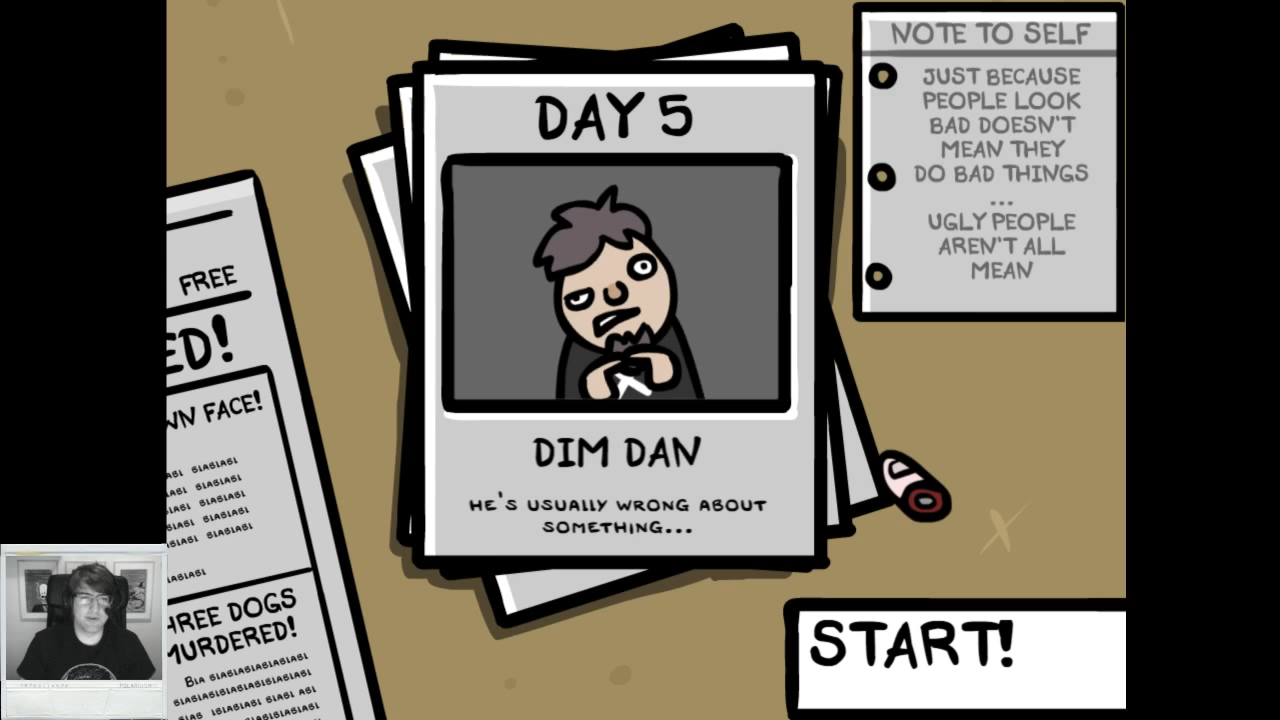 DAY 5
DIM DAN
HE'S USUALLY WRONG ABOUT
SOMETHING...
NOTE TO SELF
JUST BECAUSE
PEOPLE LOOK
BAD DOESN'T
MEAN THEY
DO BAD THINGS
...
UGLY PEOPLE
AREN'T ALL
MEAN
FREE
ED!
WN FACE!
HREE DOGS
MURDERED!
START!